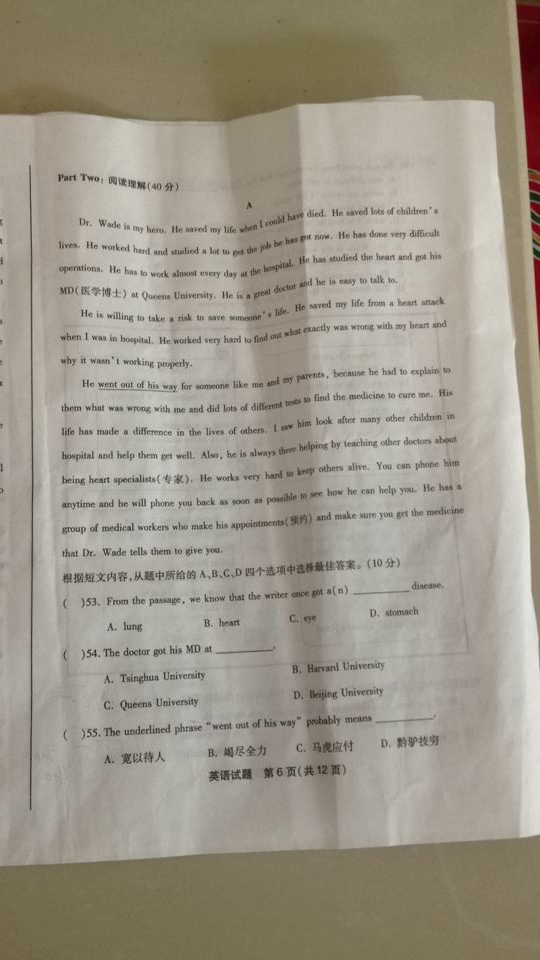 Part Two: 阅读理解(40 分)
A
Dr. Wade is my hero. He saved my life when I could have died. He saved lots of children's
lives. He worked hard and studied a lot to get the job he has got now. He has done very difficult
operations. He has to work almost every day at the hospital. He has studied the heart and got his
MD(医学博士) at Queens University. He is a great doctor and he is easy to talk to.
He is willing to take a risk to save someone's life. He saved my life from a heart attack
when I was in hospital. He worked very hard to find out what exactly was wrong with my heart and
why it wasn't working properly.
He went out of his way for someone like me and my parents, because he had to explain to
them what was wrong with me and did lots of different tests to find the medicine to cure me. His
life has made a difference in the lives of others. I saw him look after many other children in
hospital and help them get well. Also, he is always there helping by teaching other doctors about
being heart specialists(专家). He works very hard to keep others alive. You can phone him
anytime and he will phone you back as soon as possible to see how he can help you. He has a
group of medical workers who make his appointments(预约) and make sure you get the medicine
that Dr. Wade tells them to give you.
根据短文内容,从题中所给的 A、B、C、D 四个选项中选择最佳答案。(10 分)
( )53. From the passage, we know that the writer once got a(n) ________ disease.
A. lung B. heart C. eye D. stomach
( )54. The doctor got his MD at ________.
A. Tsinghua University B. Harvard University
C. Queens University D. Beijing University
( )55. The underlined phrase "went out of his way" probably means ________.
A. 宽以待人 B. 竭尽全力 C. 马虎应付 D. 黔驴技穷
英语试题 第 6 页(共 12 页)